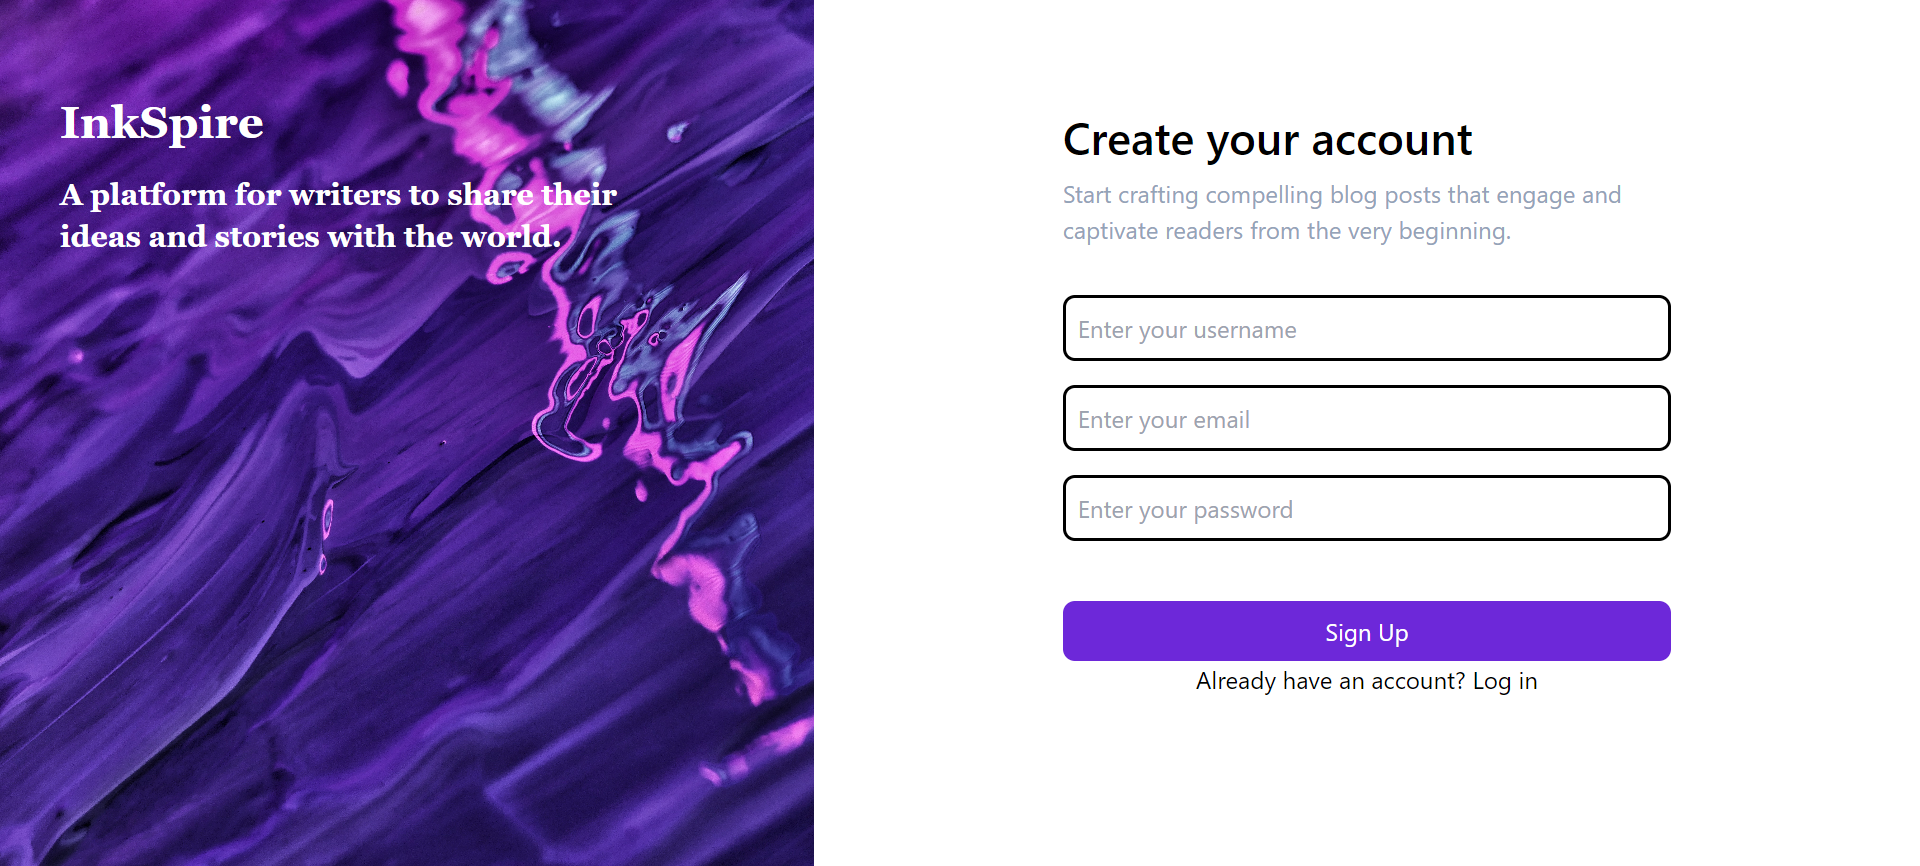 InkSpire
A platform for writers to share their
ideas and stories with the world.
Create your account
Start crafting compelling blog posts that engage and
captivate readers from the very beginning.
Enter your username
Enter your email
Enter your password
Sign Up
Already have an account? Log in